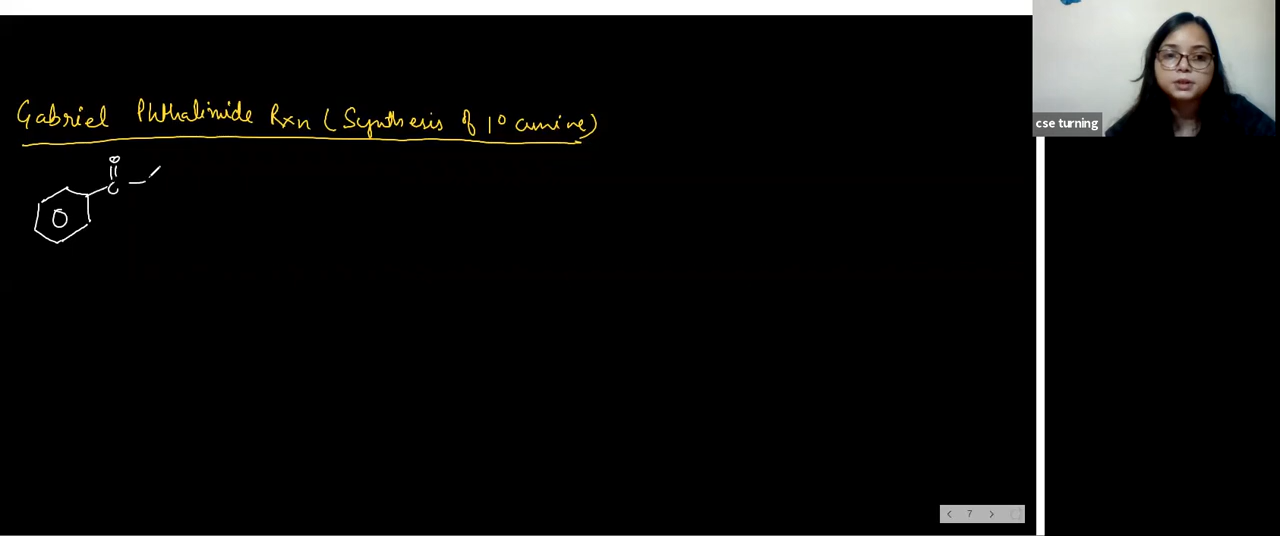 Gabriel Phthalimide Rxn (Synthesis of 1° amine)
O
C
cse turning
7